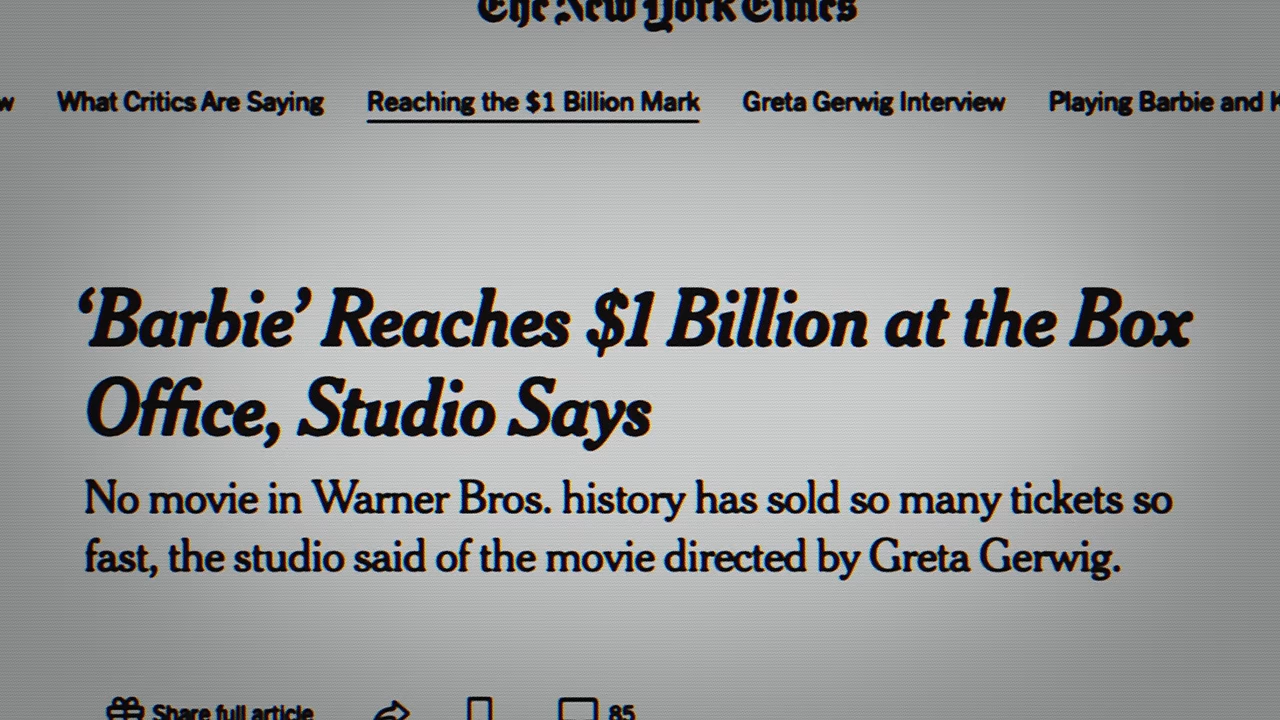 The New York Times
What Critics Are Saying Reaching the $1 Billion Mark Greta Gerwig Interview Playing Barbie and
‘Barbie’ Reaches $1 Billion at the Box
Office, Studio Says
No movie in Warner Bros. history has sold so many tickets so
fast, the studio said of the movie directed by Greta Gerwig.
Share full article 85